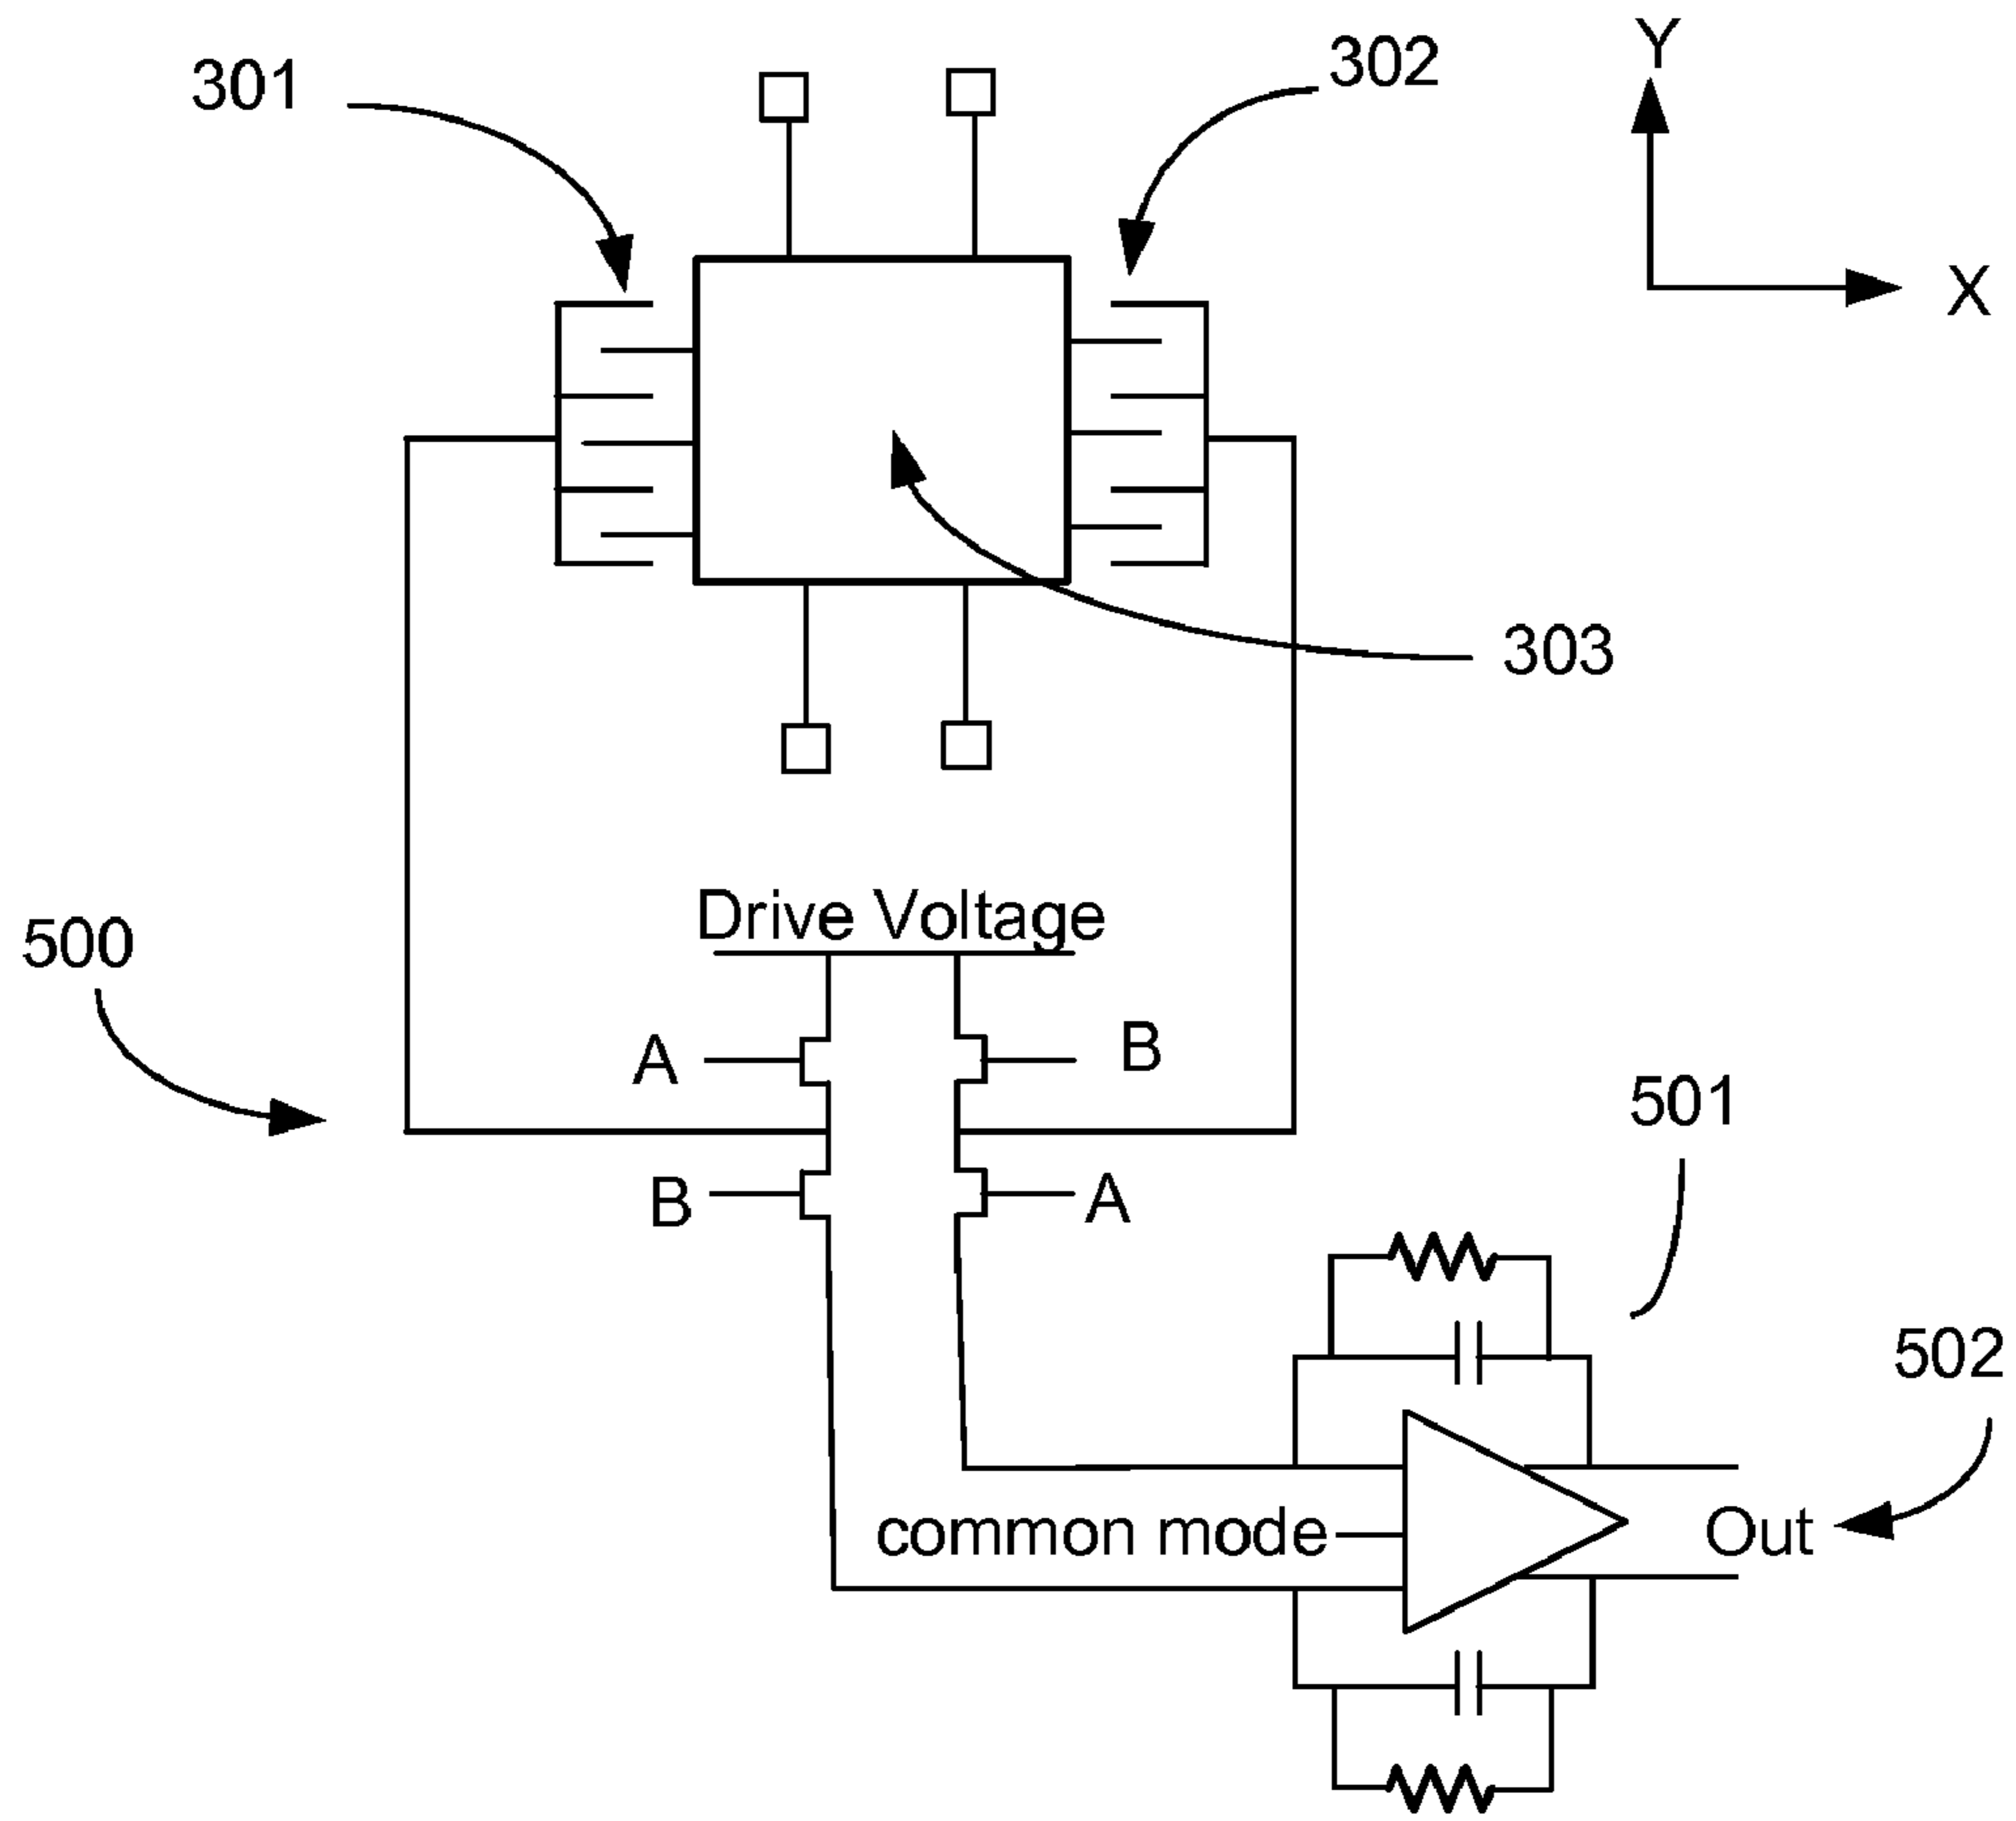 Y
301
302
X
303
Drive Voltage
500
A
B
501
B
A
502
common mode
Out